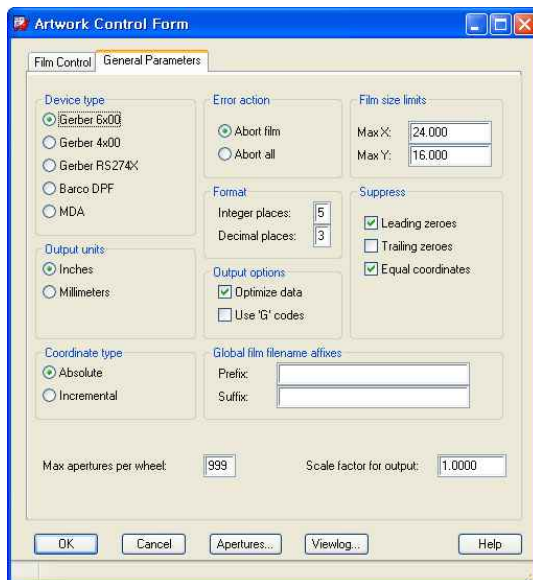 Artwork Control Form
Film Control
General Parameters
Device type
Gerber 6x00
Gerber 4x00
Gerber RS274X
Barco DPF
MDA
Error action
Abort film
Abort all
Film size limits
Max X: 24.000
Max Y: 16.000
Format
Integer places: 5
Decimal places: 3
Suppress
Leading zeroes
Trailing zeroes
Equal coordinates
Output units
Inches
Millimeters
Output options
Optimize data
Use 'G' codes
Coordinate type
Absolute
Incremental
Global film filename affixes
Prefix:
Suffix:
Max apertures per wheel: 999
Scale factor for output: 1.0000
OK
Cancel
Apertures...
Viewlog...
Help